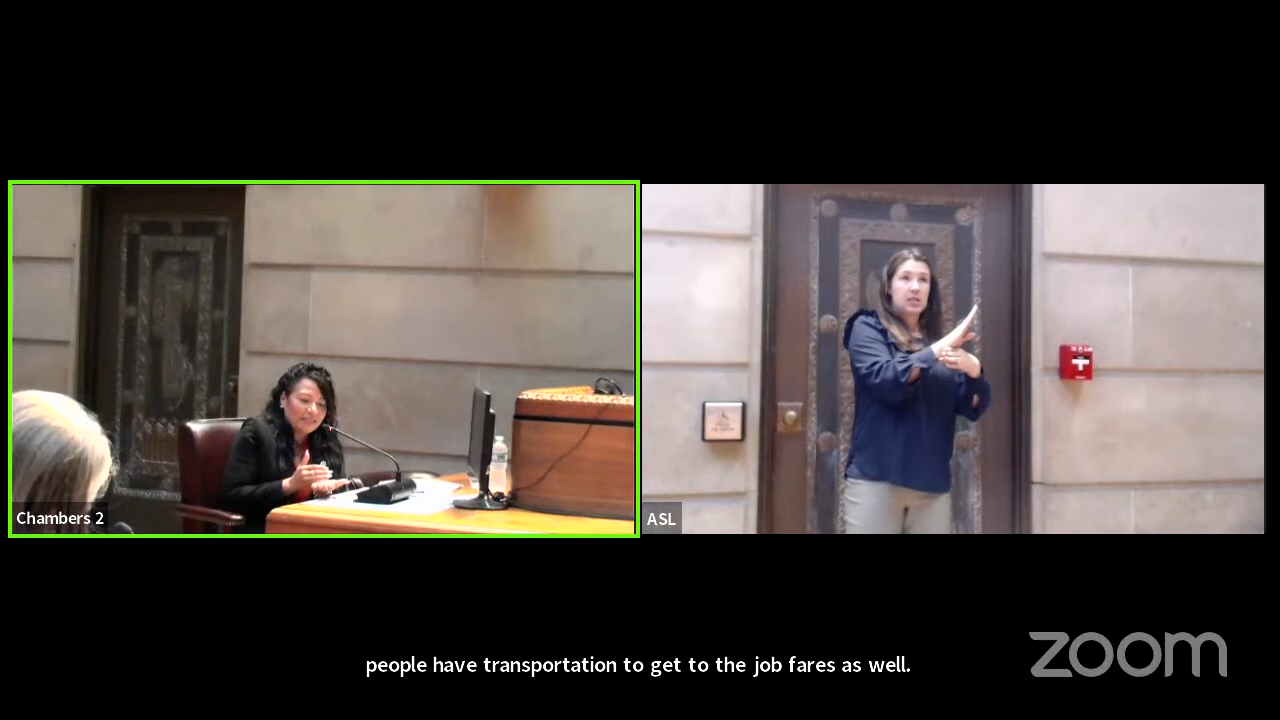 Chambers 2
ASL
people have transportation to get to the job fares as well.
zoom